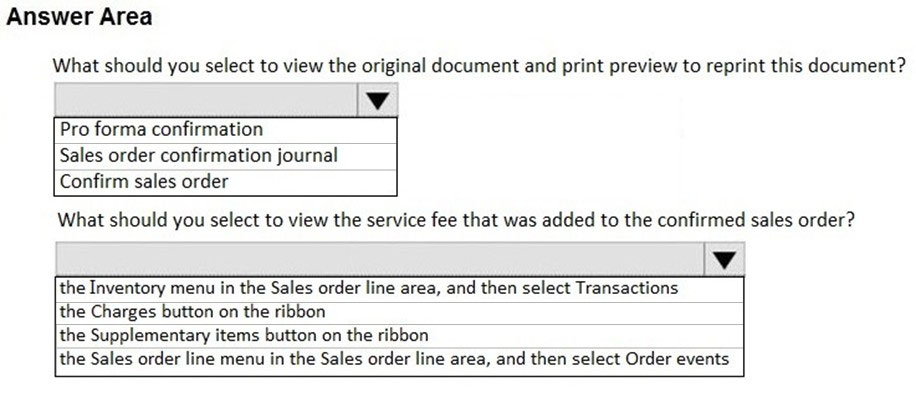 Answer Area
What should you select to view the original document and print preview to reprint this document?
Pro forma confirmation
Sales order confirmation journal
Confirm sales order
What should you select to view the service fee that was added to the confirmed sales order?
the Inventory menu in the Sales order line area, and then select Transactions
the Charges button on the ribbon
the Supplementary items button on the ribbon
the Sales order line menu in the Sales order line area, and then select Order events